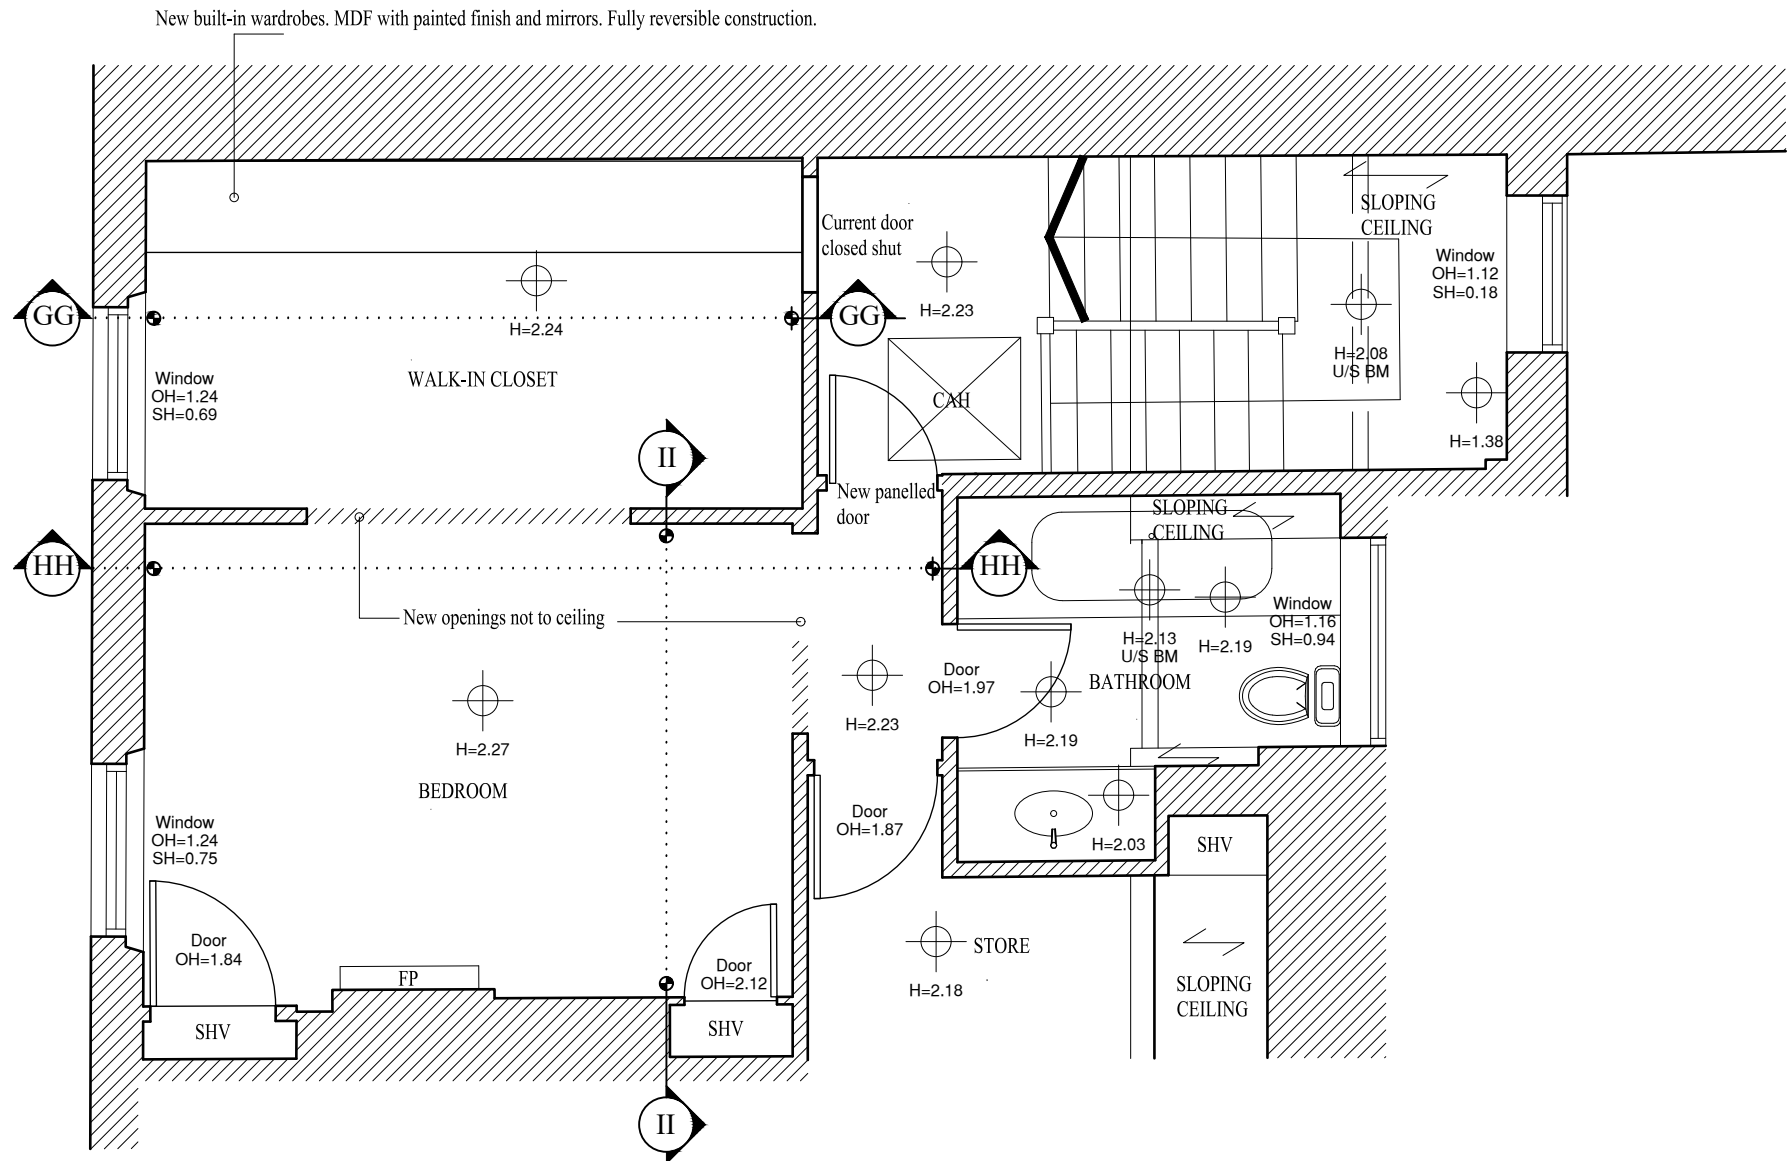 New built-in wardrobes. MDF with painted finish and mirrors. Fully reversible construction.
SLOPING
CEILING
Current door
closed shut
Window
OH=1.12
SH=0.18
GG
GG
H=2.24
H=2.23
H=2.08
U/S BM
Window
OH=1.24
SH=0.69
WALK-IN CLOSET
CAH
H=1.38
II
New panelled
door
SLOPING
CEILING
HH
HH
New openings not to ceiling
Window
OH=1.16
SH=0.94
H=2.13
U/S BM
H=2.19
Door
OH=1.97
BATHROOM
H=2.23
H=2.19
H=2.27
BEDROOM
Window
OH=1.24
SH=0.75
Door
OH=1.87
H=2.03
SHV
Door
OH=1.84
Door
OH=2.12
FP
STORE
H=2.18
SLOPING
CEILING
SHV
SHV
II